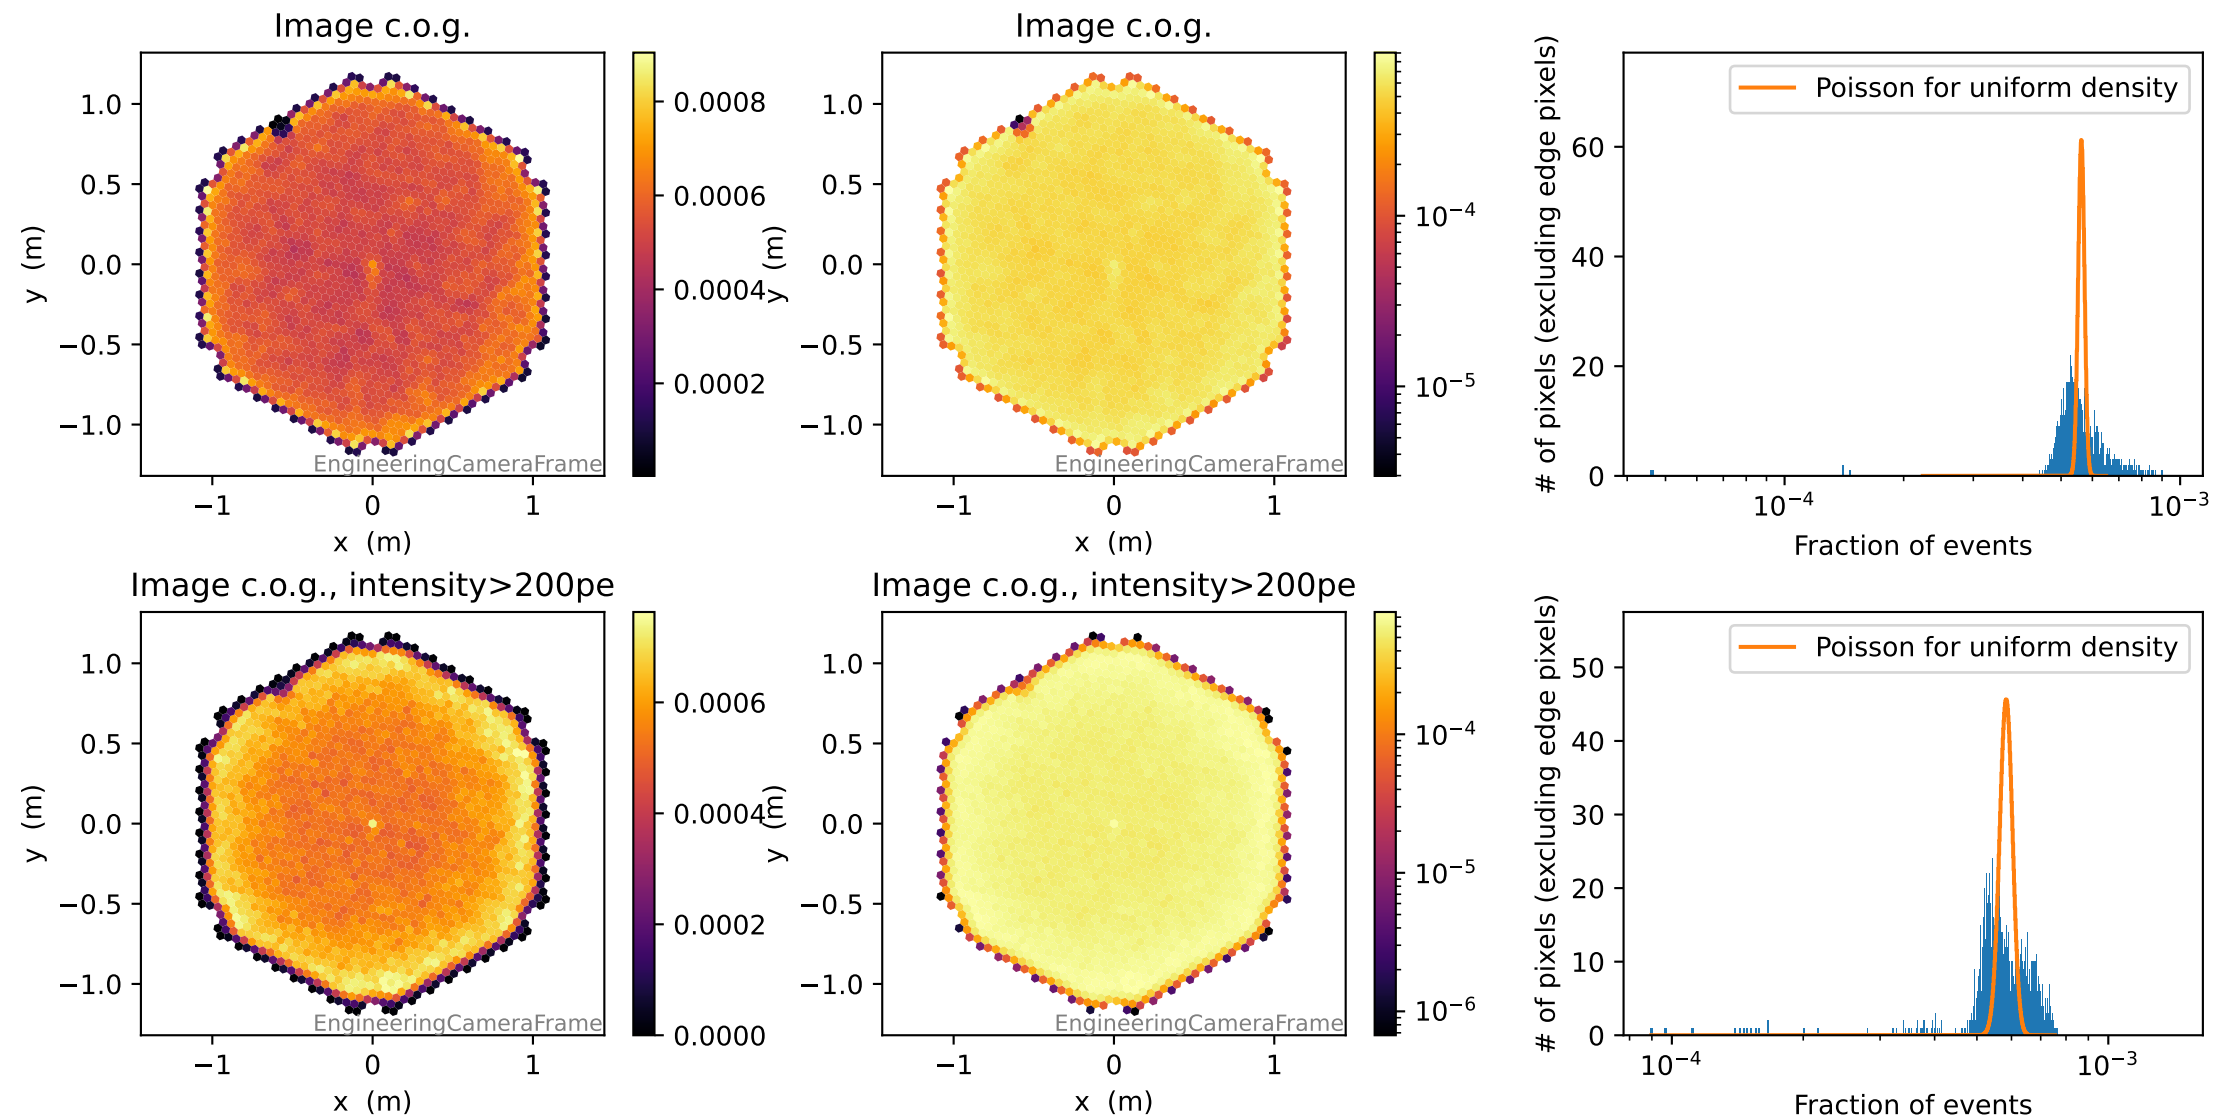 Image c.o.g.
1.0
0.5
0.0
−0.5
−1.0
y (m)
−1 0 1
x (m)
EngineeringCameraFrame
0.0008
0.0006
0.0004
0.0002
Image c.o.g.
1.0
0.5
0.0
−0.5
−1.0
y (m)
−1 0 1
x (m)
EngineeringCameraFrame
10⁻⁴
10⁻⁵
# of pixels (excluding edge pixels)
60
40
20
0
Poisson for uniform density
10⁻⁴ 10⁻³
Fraction of events
Image c.o.g., intensity>200pe
1.0
0.5
0.0
−0.5
−1.0
y (m)
−1 0 1
x (m)
EngineeringCameraFrame
0.0006
0.0004
0.0002
0.0000
Image c.o.g., intensity>200pe
1.0
0.5
0.0
−0.5
−1.0
y (m)
−1 0 1
x (m)
EngineeringCameraFrame
10⁻⁴
10⁻⁵
10⁻⁶
# of pixels (excluding edge pixels)
50
40
30
20
10
0
Poisson for uniform density
10⁻⁴ 10⁻³
Fraction of events